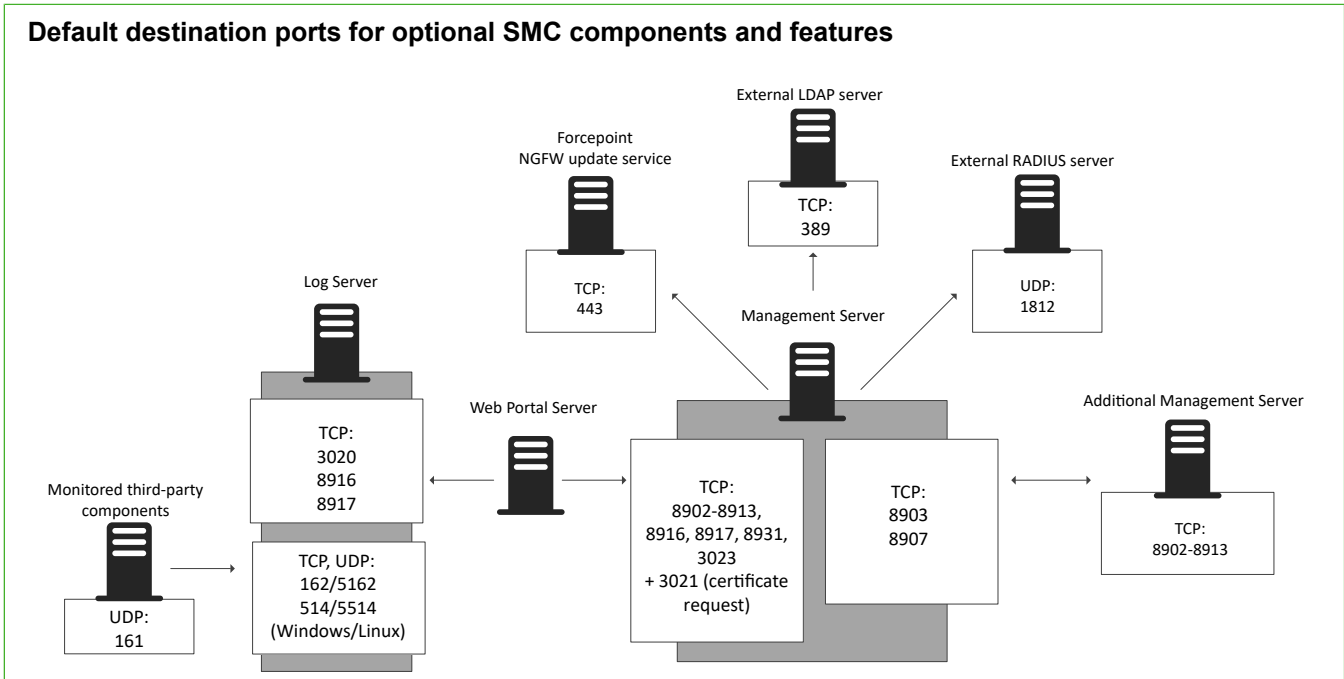 Default destination ports for optional SMC components and features
External LDAP server
TCP:
389
Forcepoint
NGFW update service
TCP:
443
External RADIUS server
UDP:
1812
Log Server
TCP:
3020
8916
8917
TCP, UDP:
162/5162
514/5514
(Windows/Linux)
Monitored third-party
components
UDP:
161
Web Portal Server
Management Server
TCP:
8902-8913,
8916, 8917, 8931,
3023
+ 3021 (certificate
request)
TCP:
8903
8907
Additional Management Server
TCP:
8902-8913